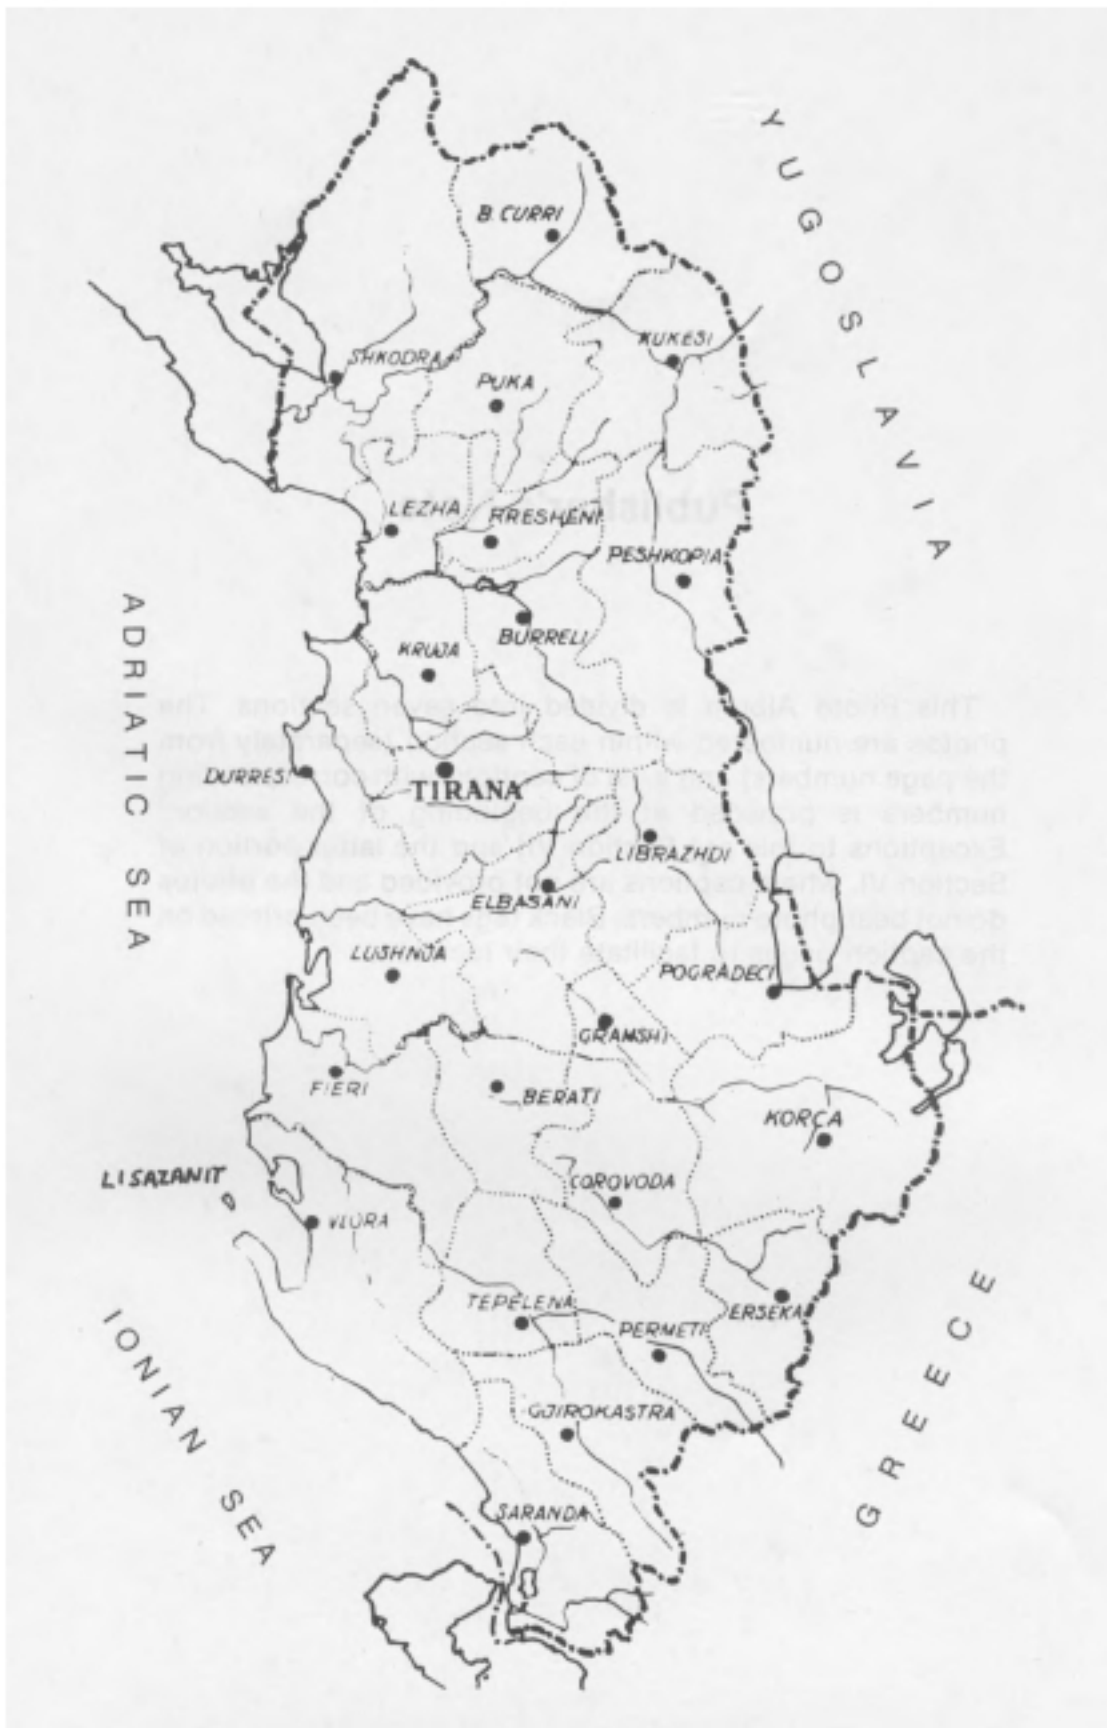 YUGOSLAVIA
B. CURRI
KUKESI
SHKODRA
PUKA
LEZHA
RRESHENI
PESHKOPIA
BURRELI
KRUJA
ADRIATIC SEA
DURRESI
TIRANA
LIBRAZHDI
ELBASANI
LUSHNJA
POGRADECI
GRAMSHI
FIERI
BERATI
KORÇA
LISAZANIT
COROVODA
VLORA
TEPELENA
ERSEKA
PERMETI
GJIROKASTRA
IONIAN SEA
GREECE
SARANDA